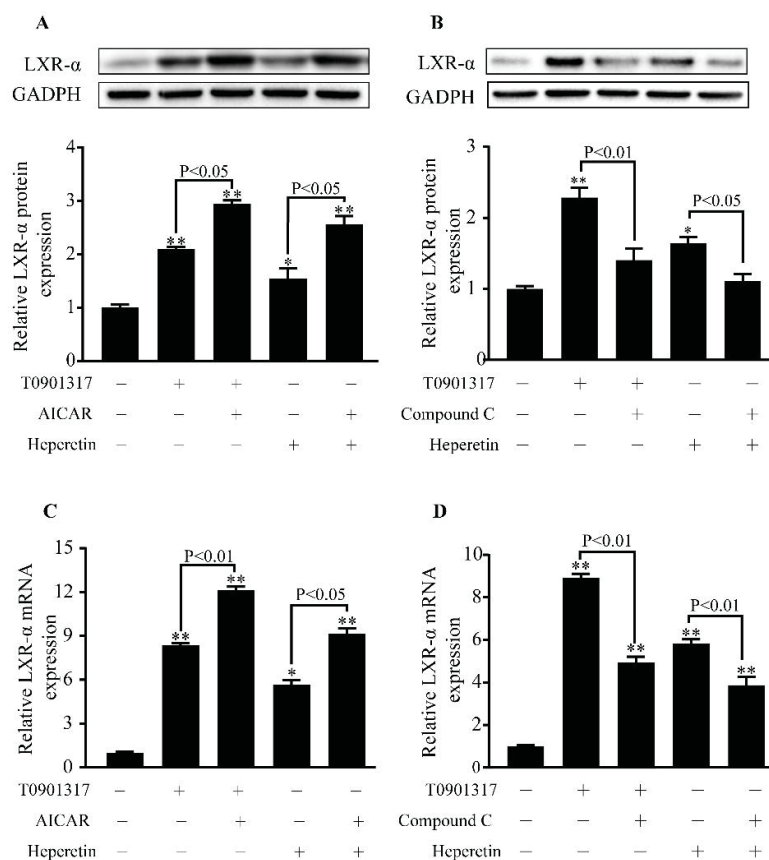 A
LXR-α
GADPH
Relative LXR-α protein
expression
4
3
2
1
0
P<0.05
P<0.05
**
**
*
**
T0901317 − + + − −
AICAR − − + − +
Heperetin − − − + +
B
LXR-α
GADPH
Relative LXR-α protein
expression
3
2
1
0
P<0.01
P<0.05
**
*
T0901317 − + + − −
Compound C − − + − +
Heperetin − − − + +
C
Relative LXR-α mRNA
expression
15
12
9
6
3
0
P<0.01
P<0.05
**
**
*
**
T0901317 − + + − −
AICAR − − + − +
Heperetin − − − + +
D
Relative LXR-α mRNA
expression
10
8
6
4
2
0
P<0.01
P<0.01
**
**
**
**
T0901317 − + + − −
Compound C − − + − +
Heperetin − − − + +